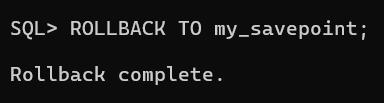 SQL> ROLLBACK TO my_savepoint;
Rollback complete.